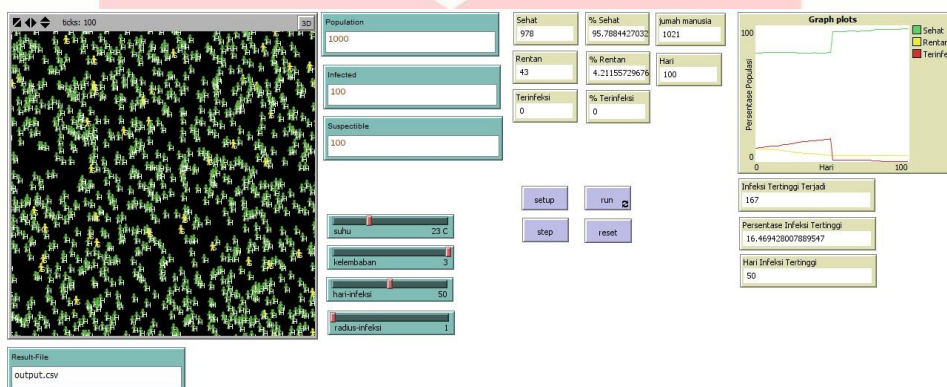 ticks: 100
3D
Population
1000
Infected
100
Suspectible
100
suhu 23 C
kelembaban 3
hari-infeksi 50
radius-infeksi 1
Result-File
output.csv
Sehat
978
% Sehat
95.7884427032
jumah manusia
1021
Rentan
43
% Rentan
4.21155729676
Hari
100
Terinfeksi
0
% Terinfeksi
0
setup
run
step
reset
Graph plots
100
Persentase Populasi
0
0
Hari
100
Sehat
Rentan
Terinfe
Infeksi Tertinggi Terjadi
167
Persentase Infeksi Tertinggi
16.469428007889547
Hari Infeksi Tertinggi
50